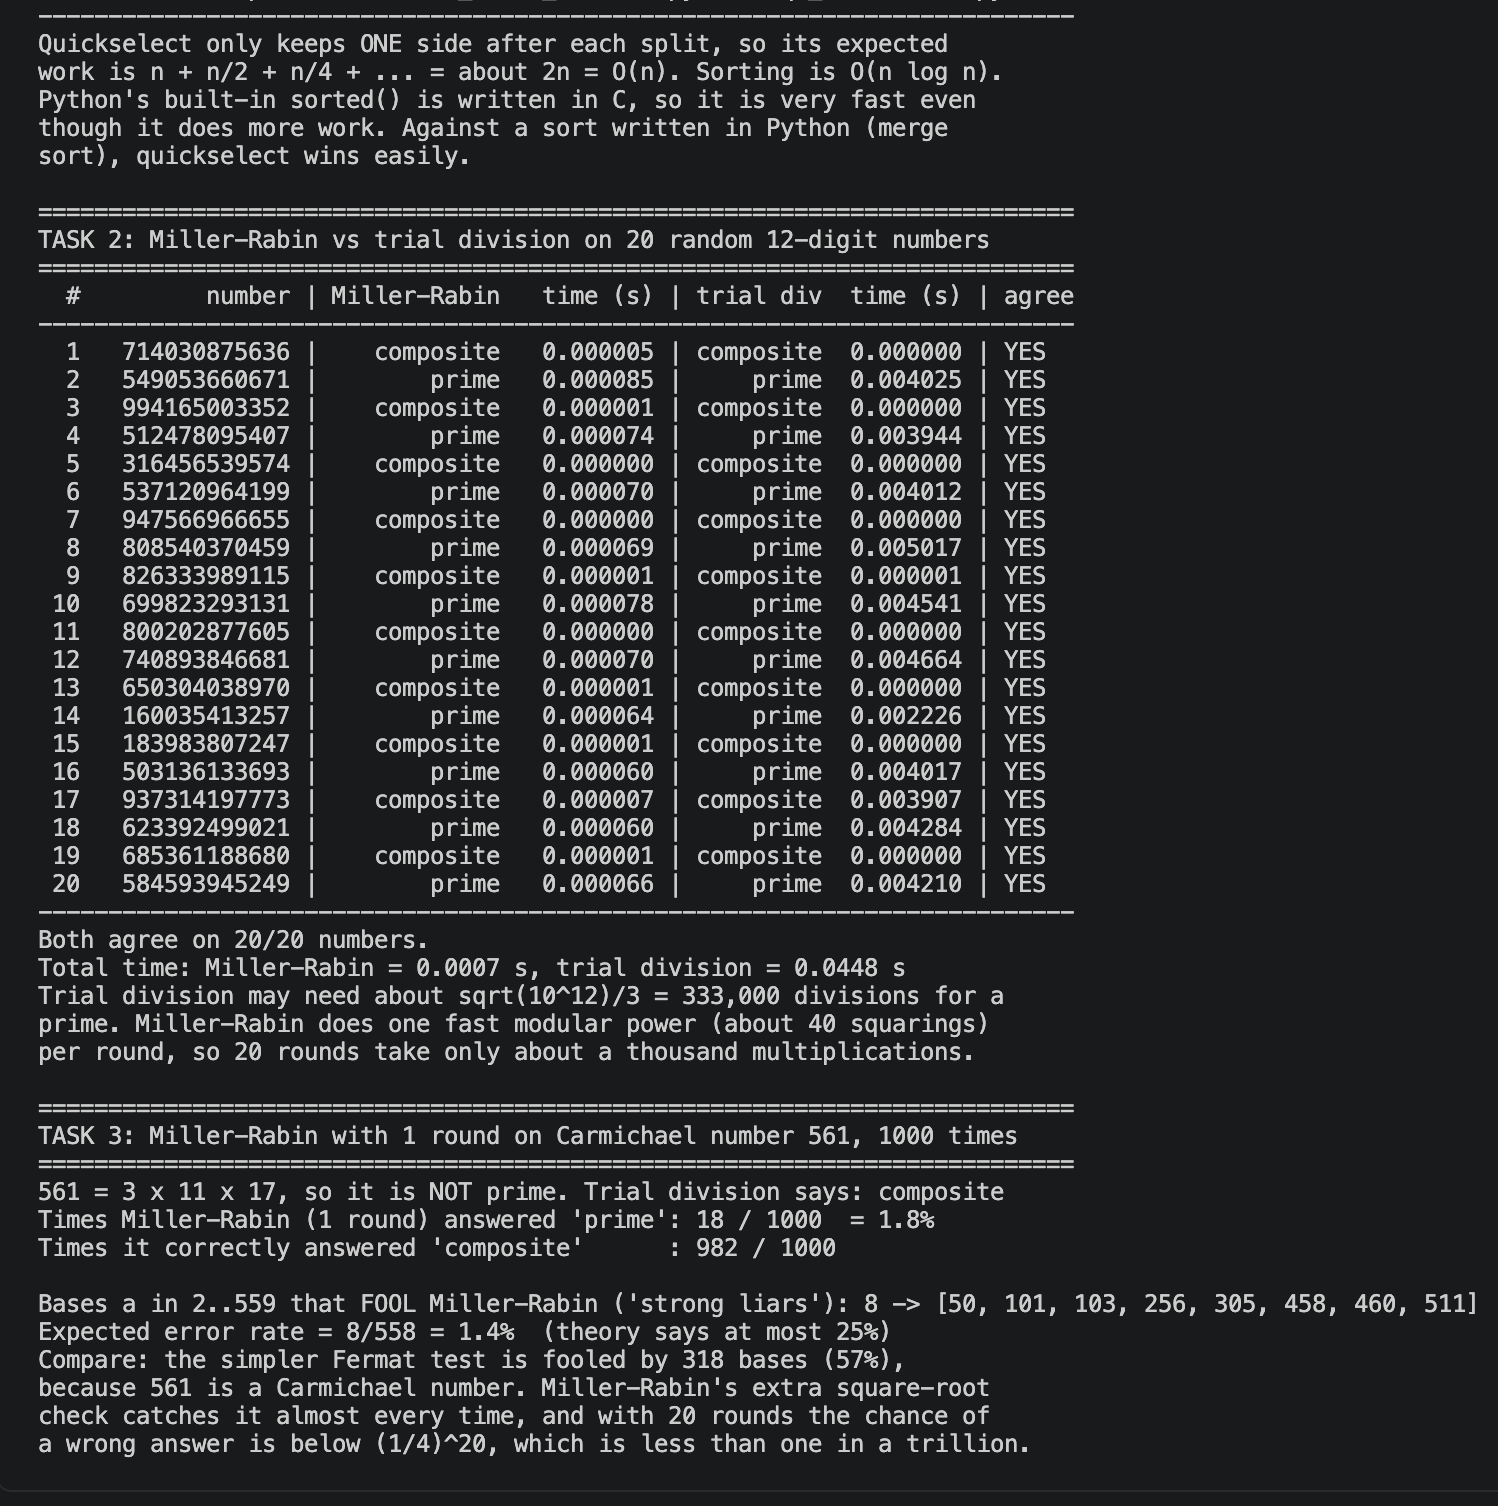 Quickselect only keeps ONE side after each split, so its expected
work is n + n/2 + n/4 + ... = about 2n = O(n). Sorting is O(n log n).
Python's built-in sorted() is written in C, so it is very fast even
though it does more work. Against a sort written in Python (merge
sort), quickselect wins easily.
==========================================================================
TASK 2: Miller-Rabin vs trial division on 20 random 12-digit numbers
==========================================================================
  #         number | Miller-Rabin   time (s) | trial div  time (s) | agree
--------------------------------------------------------------------------
  1   714030875636 |    composite   0.000005 | composite  0.000000 | YES
  2   549053660671 |        prime   0.000085 |     prime  0.004025 | YES
  3   994165003352 |    composite   0.000001 | composite  0.000000 | YES
  4   512478095407 |        prime   0.000074 |     prime  0.003944 | YES
  5   316456539574 |    composite   0.000000 | composite  0.000000 | YES
  6   537120964199 |        prime   0.000070 |     prime  0.004012 | YES
  7   947566966655 |    composite   0.000000 | composite  0.000000 | YES
  8   808540370459 |        prime   0.000069 |     prime  0.005017 | YES
  9   826333989115 |    composite   0.000001 | composite  0.000001 | YES
 10   699823293131 |        prime   0.000078 |     prime  0.004541 | YES
 11   800202877605 |    composite   0.000000 | composite  0.000000 | YES
 12   740893846681 |        prime   0.000070 |     prime  0.004664 | YES
 13   650304038970 |    composite   0.000001 | composite  0.000000 | YES
 14   160035413257 |        prime   0.000064 |     prime  0.002226 | YES
 15   183983807247 |    composite   0.000001 | composite  0.000000 | YES
 16   503136133693 |        prime   0.000060 |     prime  0.004017 | YES
 17   937314197773 |    composite   0.000007 | composite  0.003907 | YES
 18   623392499021 |        prime   0.000060 |     prime  0.004284 | YES
 19   685361188680 |    composite   0.000001 | composite  0.000000 | YES
 20   584593945249 |        prime   0.000066 |     prime  0.004210 | YES
--------------------------------------------------------------------------
Both agree on 20/20 numbers.
Total time: Miller-Rabin = 0.0007 s, trial division = 0.0448 s
Trial division may need about sqrt(10^12)/3 = 333,000 divisions for a
prime. Miller-Rabin does one fast modular power (about 40 squarings)
per round, so 20 rounds take only about a thousand multiplications.
==========================================================================
TASK 3: Miller-Rabin with 1 round on Carmichael number 561, 1000 times
==========================================================================
561 = 3 x 11 x 17, so it is NOT prime. Trial division says: composite
Times Miller-Rabin (1 round) answered 'prime': 18 / 1000  = 1.8%
Times it correctly answered 'composite'      : 982 / 1000
Bases a in 2..559 that FOOL Miller-Rabin ('strong liars'): 8 -> [50, 101, 103, 256, 305, 458, 460, 511]
Expected error rate = 8/558 = 1.4%  (theory says at most 25%)
Compare: the simpler Fermat test is fooled by 318 bases (57%),
because 561 is a Carmichael number. Miller-Rabin's extra square-root
check catches it almost every time, and with 20 rounds the chance of
a wrong answer is below (1/4)^20, which is less than one in a trillion.